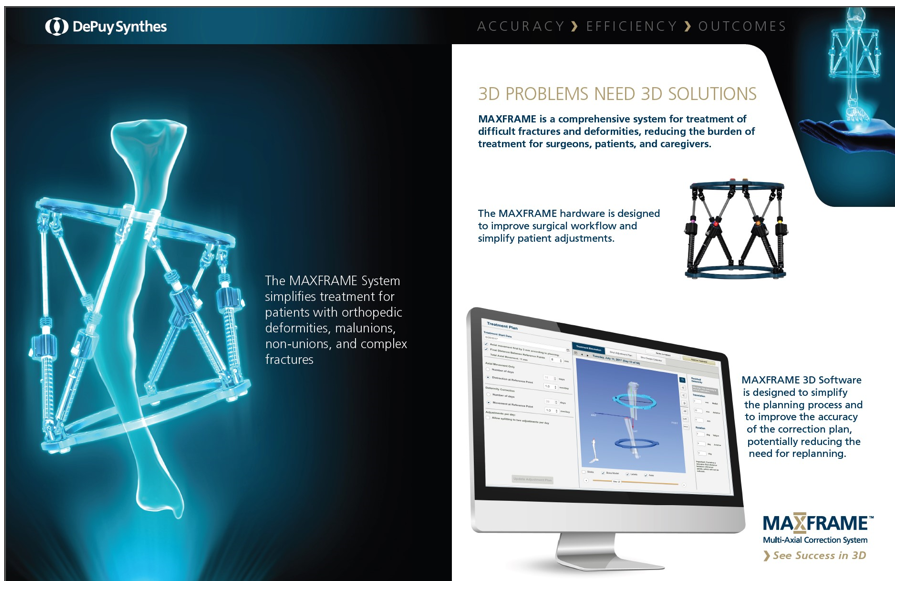 DePuySynthes
ACCURACY ❯ EFFICIENCY ❯ OUTCOMES
The MAXFRAME System
simplifies treatment for
patients with orthopedic
deformities, malunions,
non-unions, and complex
fractures
3D PROBLEMS NEED 3D SOLUTIONS
MAXFRAME is a comprehensive system for treatment of
difficult fractures and deformities, reducing the burden of
treatment for surgeons, patients, and caregivers.
The MAXFRAME hardware is designed
to improve surgical workflow and
simplify patient adjustments.
Treatment Plan
MAXFRAME 3D Software
is designed to simplify
the planning process and
to improve the accuracy
of the correction plan,
potentially reducing the
need for replanning.
MAXFRAME™
Multi-Axial Correction System
❯ See Success in 3D